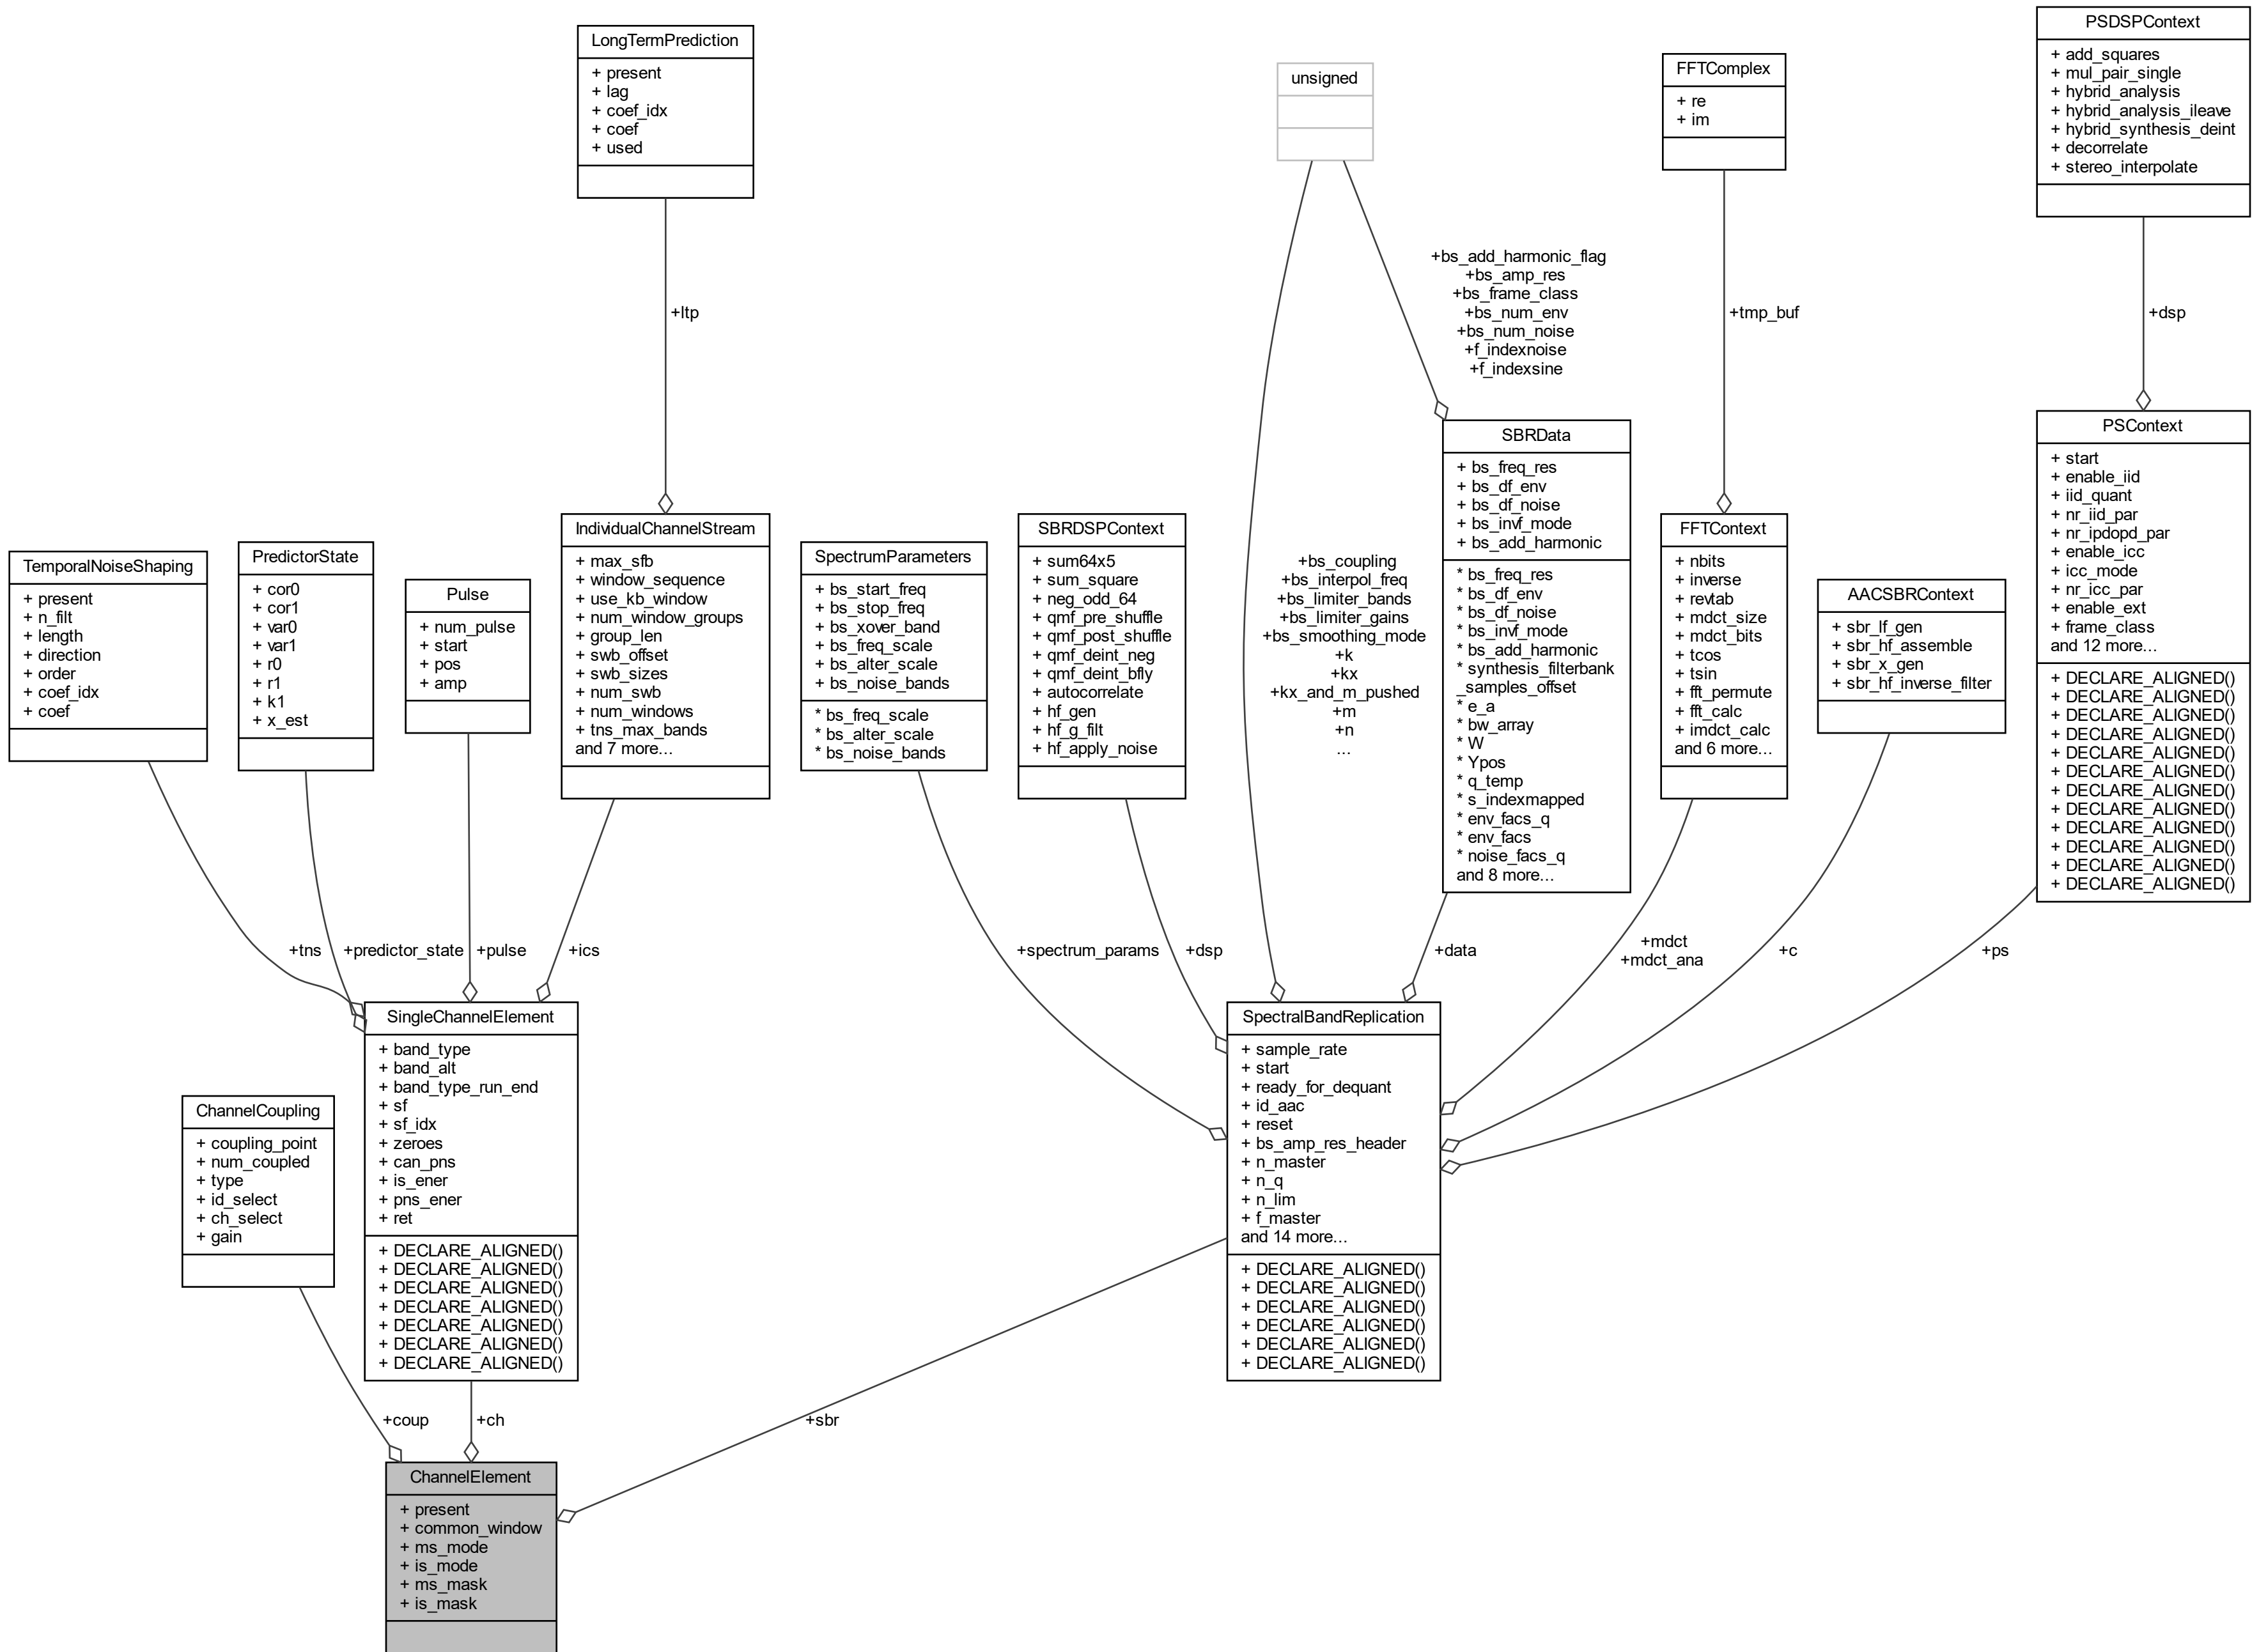 LongTermPrediction
+ present
+ lag
+ coef_idx
+ coef
+ used
unsigned
FFTComplex
+ re
+ im
PSDSPContext
+ add_squares
+ mul_pair_single
+ hybrid_analysis
+ hybrid_analysis_ileave
+ hybrid_synthesis_deint
+ decorrelate
+ stereo_interpolate
+ltp
+bs_add_harmonic_flag
+bs_amp_res
+bs_frame_class
+bs_num_env
+bs_num_noise
+f_indexnoise
+f_indexsine
+tmp_buf
+dsp
TemporalNoiseShaping
+ present
+ n_filt
+ length
+ direction
+ order
+ coef_idx
+ coef
PredictorState
+ cor0
+ cor1
+ var0
+ var1
+ r0
+ r1
+ k1
+ x_est
Pulse
+ num_pulse
+ start
+ pos
+ amp
IndividualChannelStream
+ max_sfb
+ window_sequence
+ use_kb_window
+ num_window_groups
+ group_len
+ swb_offset
+ swb_sizes
+ num_swb
+ num_windows
+ tns_max_bands
and 7 more...
SpectrumParameters
+ bs_start_freq
+ bs_stop_freq
+ bs_xover_band
+ bs_freq_scale
+ bs_alter_scale
+ bs_noise_bands
* bs_freq_scale
* bs_alter_scale
* bs_noise_bands
SBRDSPContext
+ sum64x5
+ sum_square
+ neg_odd_64
+ qmf_pre_shuffle
+ qmf_post_shuffle
+ qmf_deint_neg
+ qmf_deint_bfly
+ autocorrelate
+ hf_gen
+ hf_g_filt
+ hf_apply_noise
+bs_coupling
+bs_interpol_freq
+bs_limiter_bands
+bs_limiter_gains
+bs_smoothing_mode
+k
+kx
+kx_and_m_pushed
+m
+n
...
SBRData
+ bs_freq_res
+ bs_df_env
+ bs_df_noise
+ bs_invf_mode
+ bs_add_harmonic
* bs_freq_res
* bs_df_env
* bs_df_noise
* bs_invf_mode
* bs_add_harmonic
* synthesis_filterbank
_samples_offset
* e_a
* bw_array
* W
* Ypos
* q_temp
* s_indexmapped
* env_facs_q
* env_facs
* noise_facs_q
and 8 more...
FFTContext
+ nbits
+ inverse
+ revtab
+ mdct_size
+ mdct_bits
+ tcos
+ tsin
+ fft_permute
+ fft_calc
+ imdct_calc
and 6 more...
AACSBRContext
+ sbr_lf_gen
+ sbr_hf_assemble
+ sbr_x_gen
+ sbr_hf_inverse_filter
PSContext
+ start
+ enable_iid
+ iid_quant
+ nr_iid_par
+ nr_ipdopd_par
+ enable_icc
+ icc_mode
+ nr_icc_par
+ enable_ext
+ frame_class
and 12 more...
+ DECLARE_ALIGNED()
+ DECLARE_ALIGNED()
+ DECLARE_ALIGNED()
+ DECLARE_ALIGNED()
+ DECLARE_ALIGNED()
+ DECLARE_ALIGNED()
+ DECLARE_ALIGNED()
+ DECLARE_ALIGNED()
+ DECLARE_ALIGNED()
+ DECLARE_ALIGNED()
+ DECLARE_ALIGNED()
+ DECLARE_ALIGNED()
+tns
+predictor_state
+pulse
+ics
+spectrum_params
+dsp
+data
+mdct
+mdct_ana
+c
+ps
ChannelCoupling
+ coupling_point
+ num_coupled
+ type
+ id_select
+ ch_select
+ gain
SingleChannelElement
+ band_type
+ band_alt
+ band_type_run_end
+ sf
+ sf_idx
+ zeroes
+ can_pns
+ is_ener
+ pns_ener
+ ret
+ DECLARE_ALIGNED()
+ DECLARE_ALIGNED()
+ DECLARE_ALIGNED()
+ DECLARE_ALIGNED()
+ DECLARE_ALIGNED()
+ DECLARE_ALIGNED()
+ DECLARE_ALIGNED()
SpectralBandReplication
+ sample_rate
+ start
+ ready_for_dequant
+ id_aac
+ reset
+ bs_amp_res_header
+ n_master
+ n_q
+ n_lim
+ f_master
and 14 more...
+ DECLARE_ALIGNED()
+ DECLARE_ALIGNED()
+ DECLARE_ALIGNED()
+ DECLARE_ALIGNED()
+ DECLARE_ALIGNED()
+ DECLARE_ALIGNED()
+coup
+ch
+sbr
ChannelElement
+ present
+ common_window
+ ms_mode
+ is_mode
+ ms_mask
+ is_mask